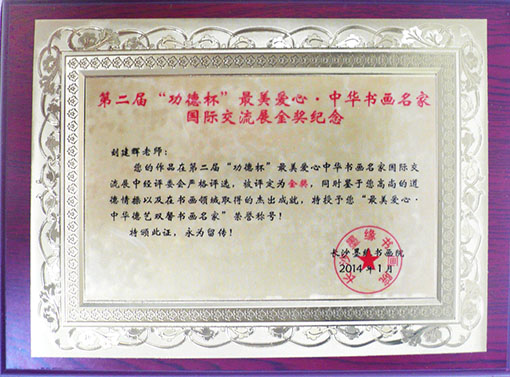 第二届“功德杯”最美爱心·中华书画名家
国际交流展金奖纪念
刘建辉老师：
您的作品在第二届“功德杯”最美爱心中华书画名家国际交
流展中经评委会严格评选，被评定为金奖，同时鉴于您高尚的道
德情操以及在书画领域取得的杰出成就，特授予您“最美爱心·
中华德艺双馨书画名家”荣誉称号！
特颁此证，永为留传！
长沙墨缘书画院
2014年1月
长沙墨缘书画院